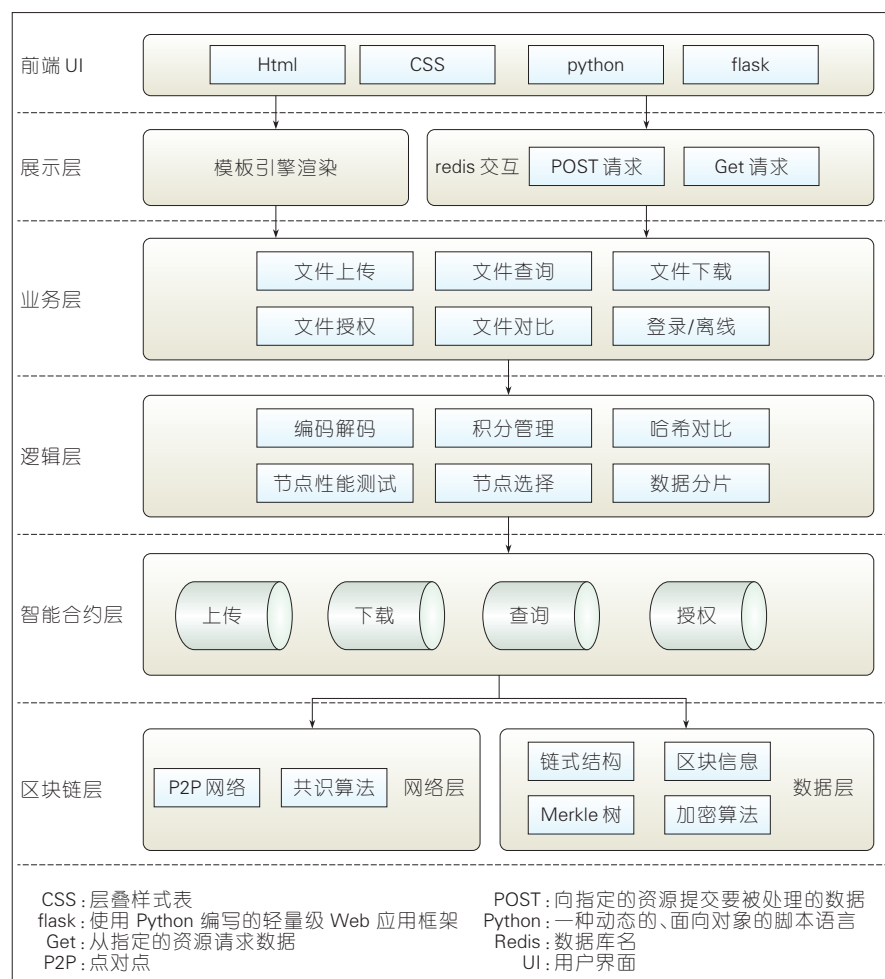 前端 UI
Html
CSS
python
flask
展示层
模板引擎渲染
redis 交互
POST 请求
Get 请求
业务层
文件上传
文件查询
文件下载
文件授权
文件对比
登录/离线
逻辑层
编码解码
积分管理
哈希对比
节点性能测试
节点选择
数据分片
智能合约层
上传
下载
查询
授权
区块链层
P2P 网络
共识算法
网络层
链式结构
区块信息
Merkle 树
加密算法
数据层
CSS:层叠样式表
flask:使用 Python 编写的轻量级 Web 应用框架
Get:从指定的资源请求数据
P2P:点对点
POST:向指定的资源提交要被处理的数据
Python:一种动态的、面向对象的脚本语言
Redis:数据库名
UI:用户界面